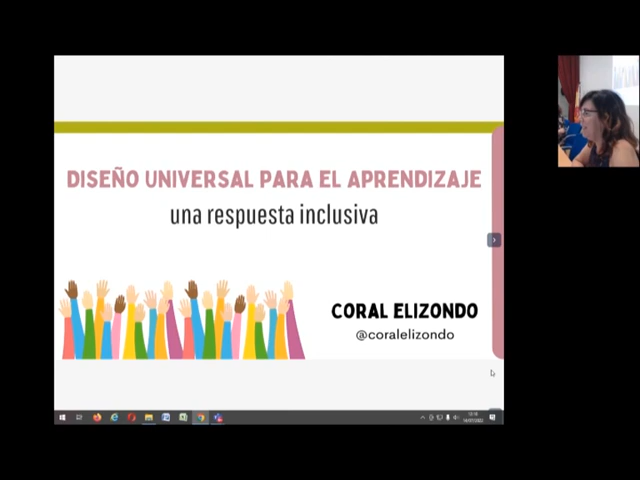 DISEÑO UNIVERSAL PARA EL APRENDIZAJE
una respuesta inclusiva
CORAL ELIZONDO
@coralelizondo